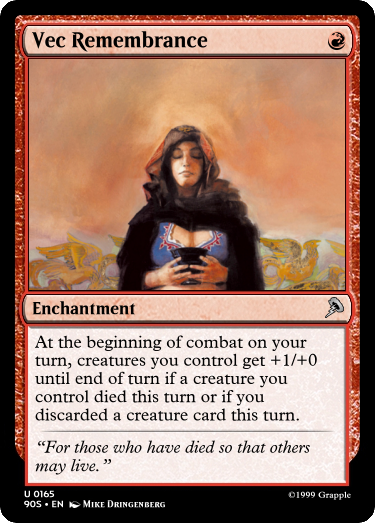 Vec Remembrance
Enchantment
At the beginning of combat on your
turn, creatures you control get +1/+0
until end of turn if a creature you
control died this turn or if you
discarded a creature card this turn.
“For those who have died so that others
may live.”
U 0165
90S • EN Mike Dringenberg
©1999 Grapple